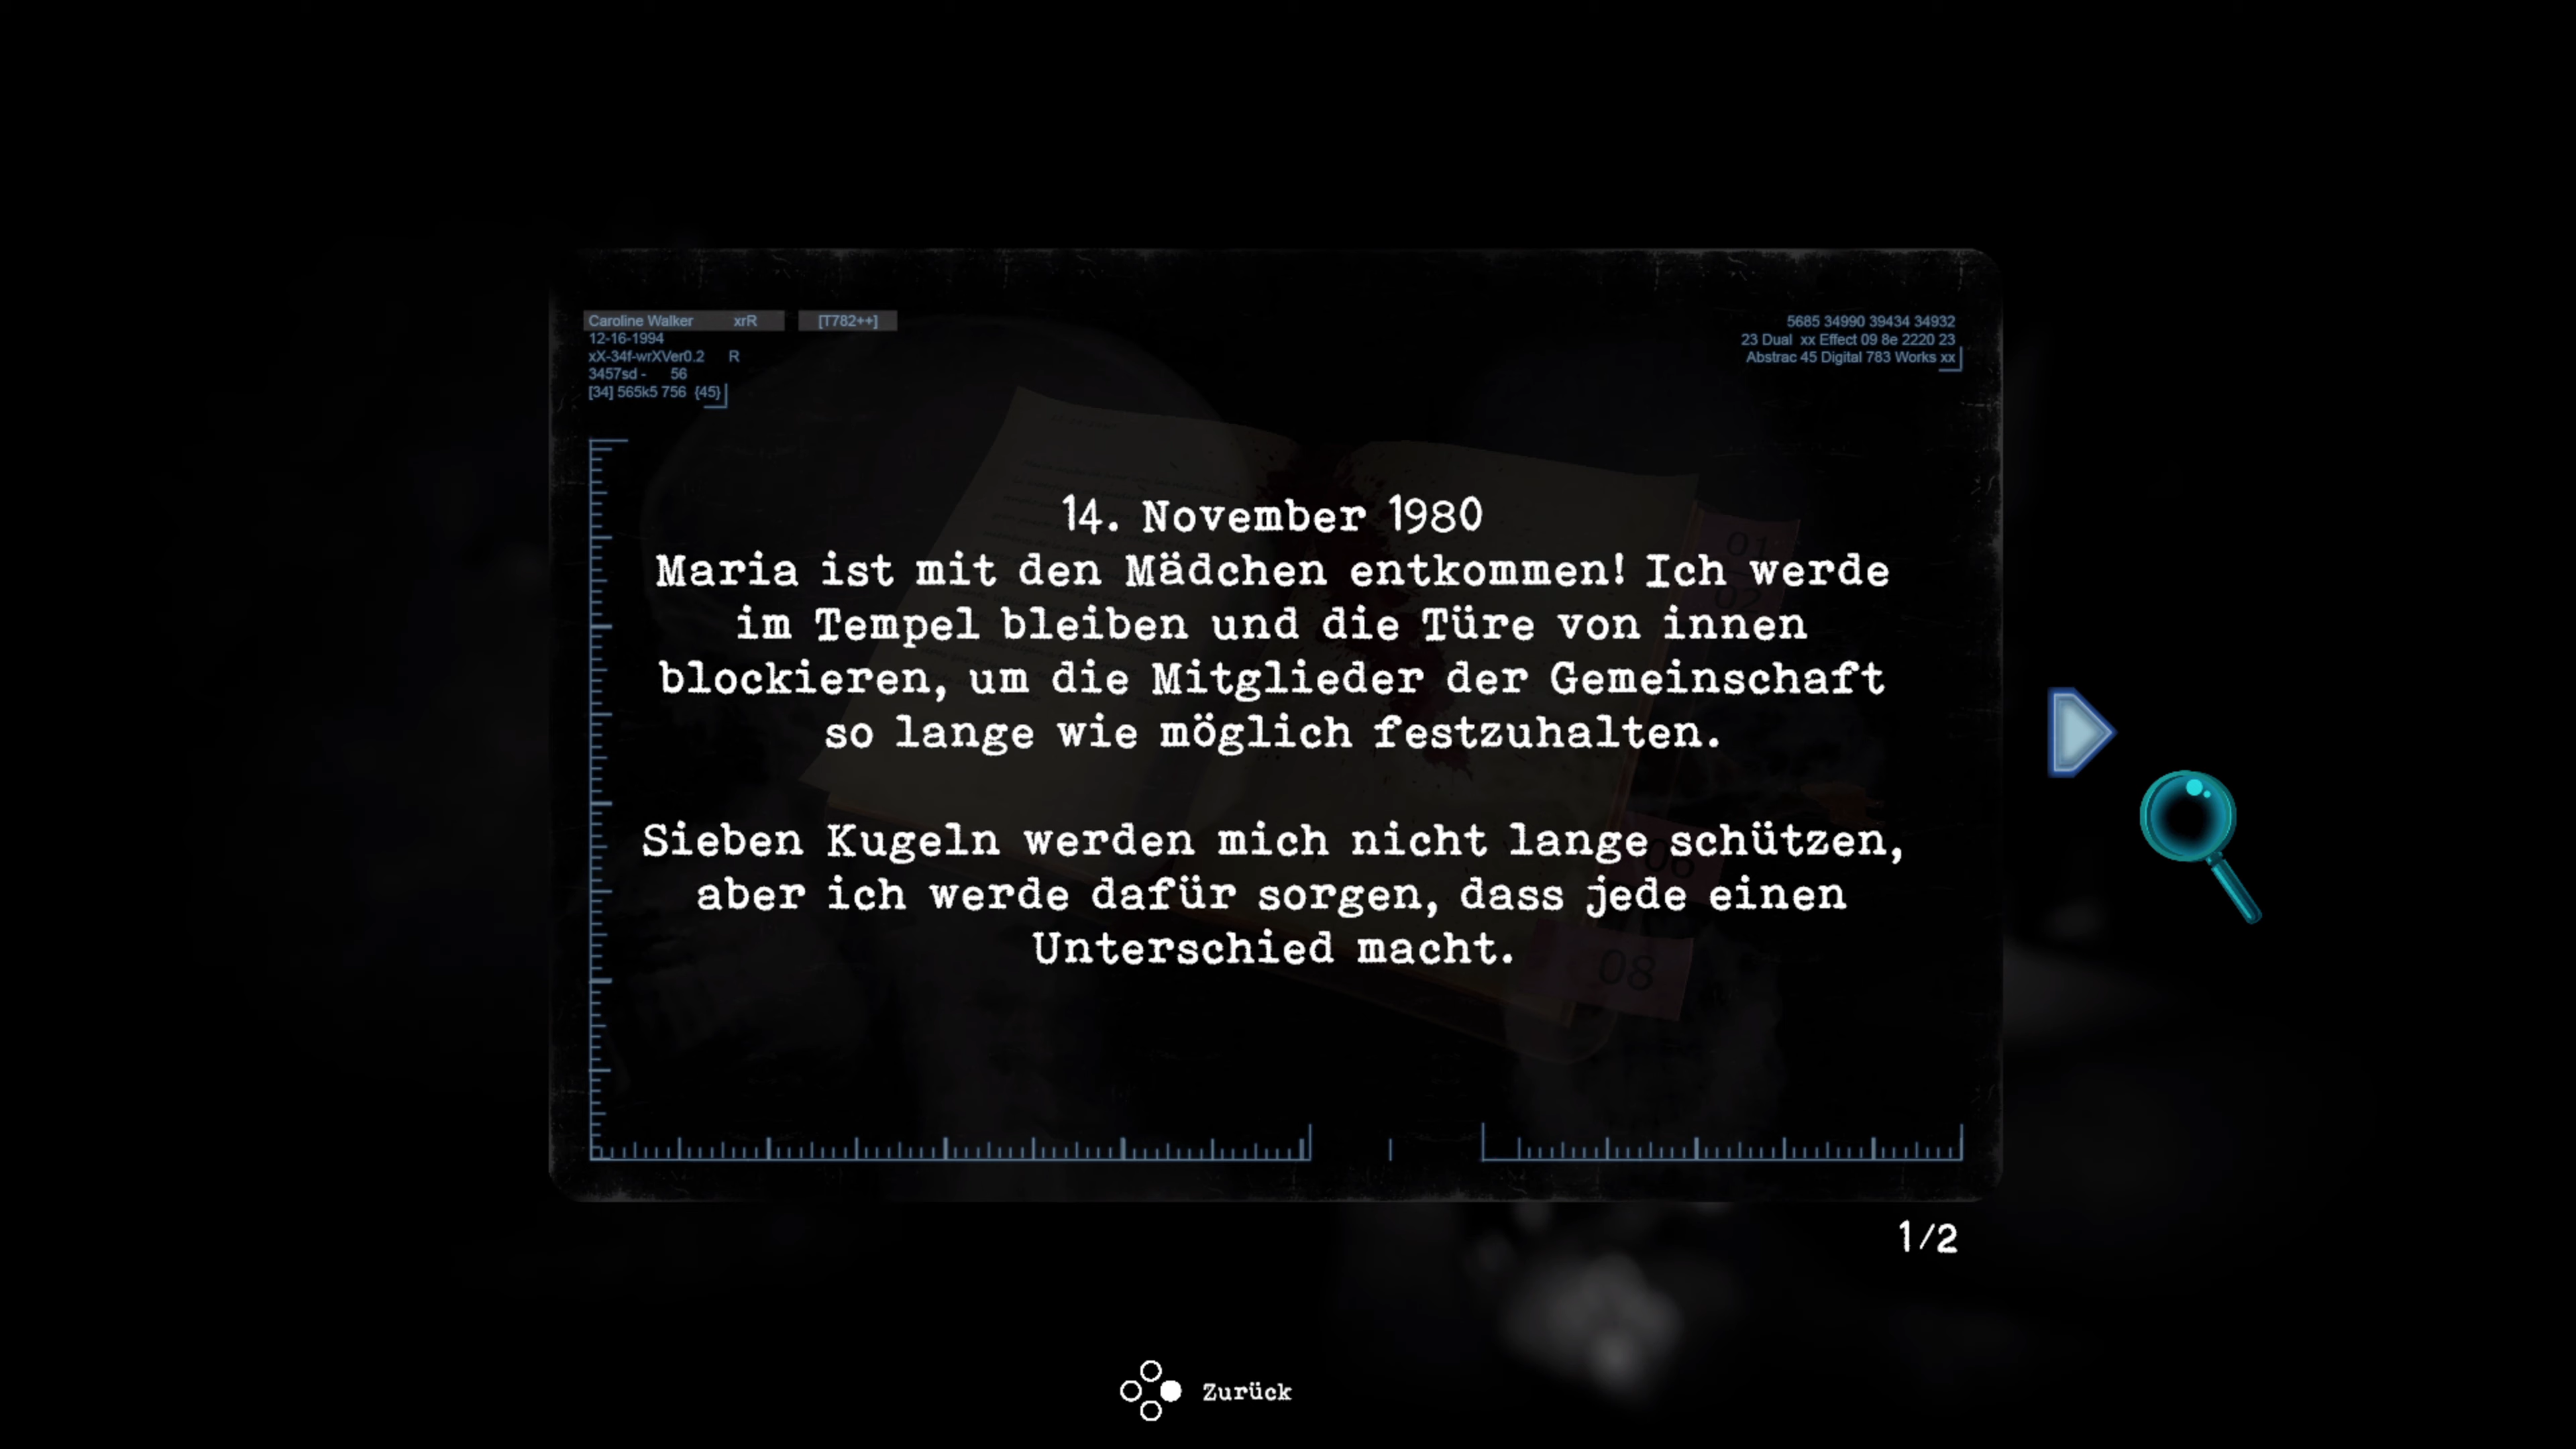 Caroline Walker xrR [T782++]
12-16-1994
xX-34f-wrXVer0.2 R
3457sd - 56
[34] 565k5 756 {45}
5685 34990 39434 34932
23 Dual xx Effect 09 8e 2220 23
Abstrac 45 Digital 783 Works xx
14. November 1980
Maria ist mit den Mädchen entkommen! Ich werde
im Tempel bleiben und die Türe von innen
blockieren, um die Mitglieder der Gemeinschaft
so lange wie möglich festzuhalten.
Sieben Kugeln werden mich nicht lange schützen,
aber ich werde dafür sorgen, dass jede einen
Unterschied macht.
01
02
06
08
1/2
Zurück